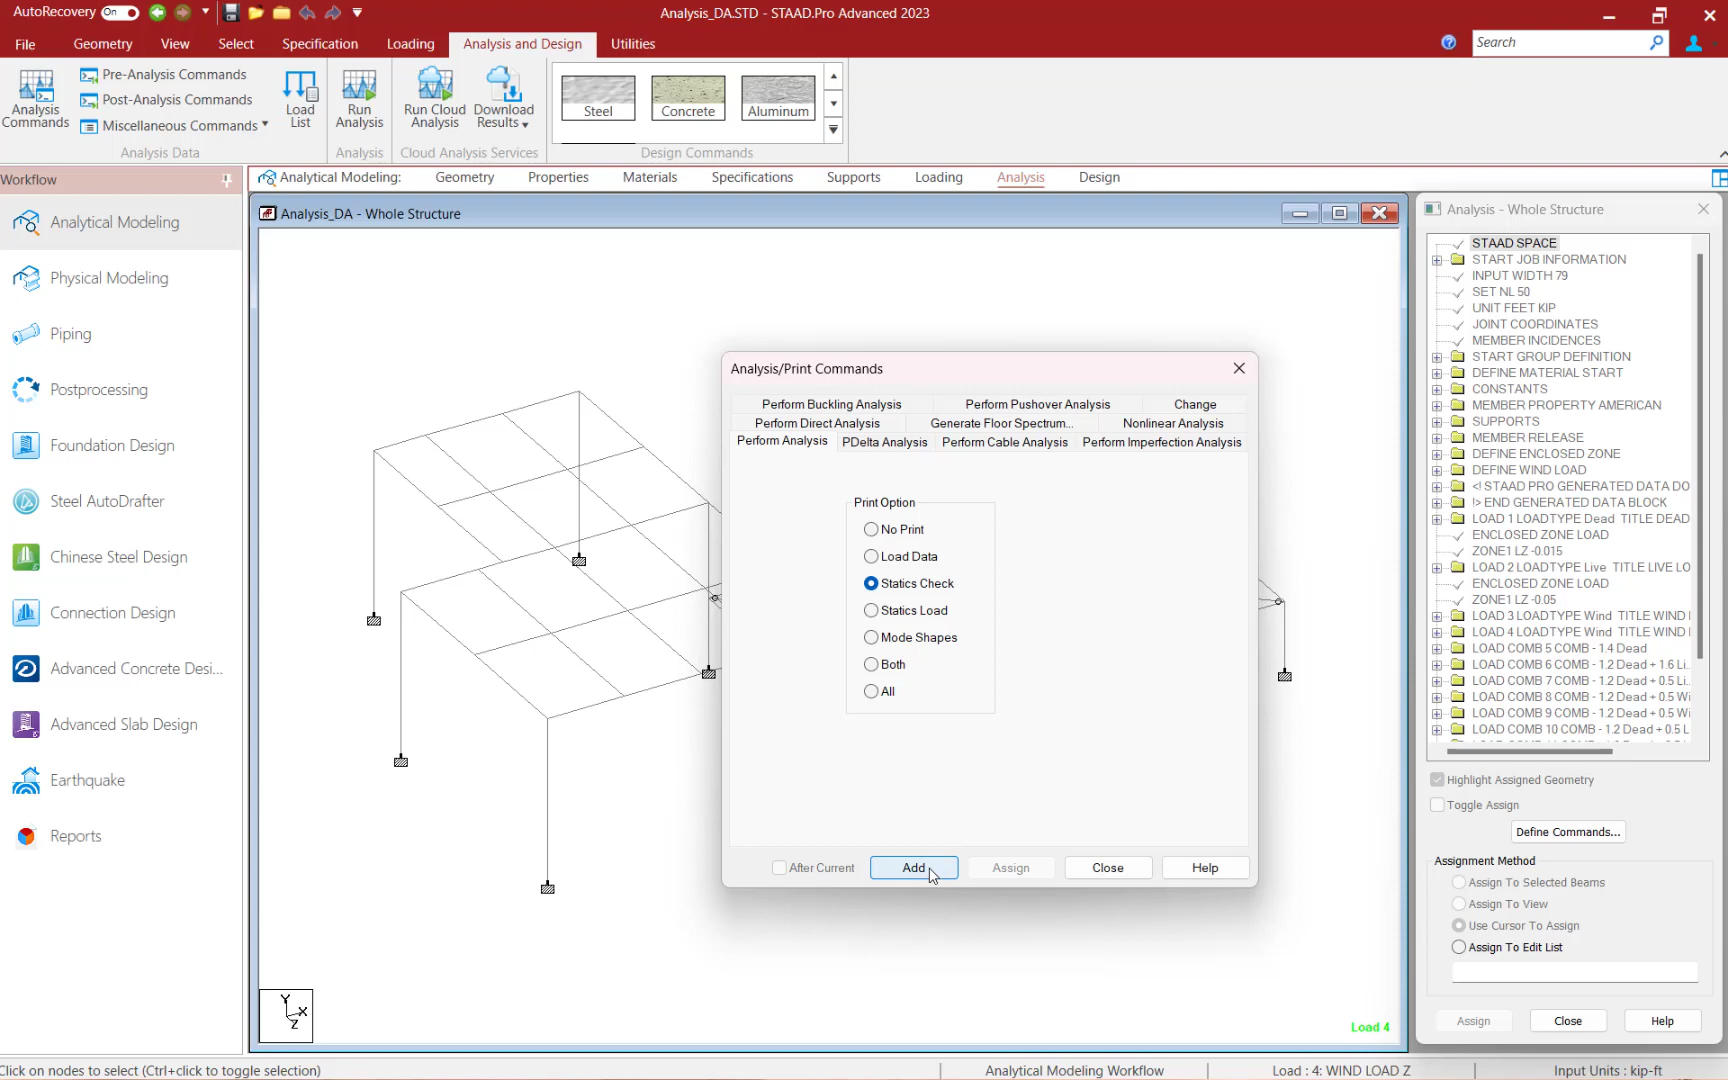 AutoRecovery On
Analysis_DA.STD - STAAD.Pro Advanced 2023
File Geometry View Select Specification Loading Analysis and Design Utilities
Search
Analysis Commands
Pre-Analysis Commands
Post-Analysis Commands
Miscellaneous Commands
Load List
Run Analysis
Run Cloud Analysis
Download Results
Steel
Concrete
Aluminum
Analysis Data
Analysis
Cloud Analysis Services
Design Commands
Workflow
Analytical Modeling: Geometry Properties Materials Specifications Supports Loading Analysis Design
Analytical Modeling
Physical Modeling
Piping
Postprocessing
Foundation Design
Steel AutoDrafter
Chinese Steel Design
Connection Design
Advanced Concrete Desi...
Advanced Slab Design
Earthquake
Reports
Analysis_DA - Whole Structure
Y
X
Z
Load 4
Analysis/Print Commands
Perform Buckling Analysis Perform Pushover Analysis Change
Perform Direct Analysis Generate Floor Spectrum... Nonlinear Analysis
Perform Analysis PDelta Analysis Perform Cable Analysis Perform Imperfection Analysis
Print Option
No Print
Load Data
Statics Check
Statics Load
Mode Shapes
Both
All
After Current Add Assign Close Help
Analysis - Whole Structure
STAAD SPACE
START JOB INFORMATION
INPUT WIDTH 79
SET NL 50
UNIT FEET KIP
JOINT COORDINATES
MEMBER INCIDENCES
START GROUP DEFINITION
DEFINE MATERIAL START
CONSTANTS
MEMBER PROPERTY AMERICAN
SUPPORTS
MEMBER RELEASE
DEFINE ENCLOSED ZONE
DEFINE WIND LOAD
<! STAAD PRO GENERATED DATA DO
!> END GENERATED DATA BLOCK
LOAD 1 LOADTYPE Dead TITLE DEAD
ENCLOSED ZONE LOAD
ZONE1 LZ -0.015
LOAD 2 LOADTYPE Live TITLE LIVE LO
ENCLOSED ZONE LOAD
ZONE1 LZ -0.05
LOAD 3 LOADTYPE Wind TITLE WIND
LOAD 4 LOADTYPE Wind TITLE WIND
LOAD COMB 5 COMB - 1.4 Dead
LOAD COMB 6 COMB - 1.2 Dead + 1.6 Li..
LOAD COMB 7 COMB - 1.2 Dead + 0.5 Li...
LOAD COMB 8 COMB - 1.2 Dead + 0.5 Wi
LOAD COMB 9 COMB - 1.2 Dead + 0.5 Wi
LOAD COMB 10 COMB - 1.2 Dead + 0.5 L
Highlight Assigned Geometry
Toggle Assign
Define Commands...
Assignment Method
Assign To Selected Beams
Assign To View
Use Cursor To Assign
Assign To Edit List
Assign Close Help
Click on nodes to select (Ctrl+click to toggle selection)
Analytical Modeling Workflow
Load : 4: WIND LOAD Z
Input Units : kip-ft